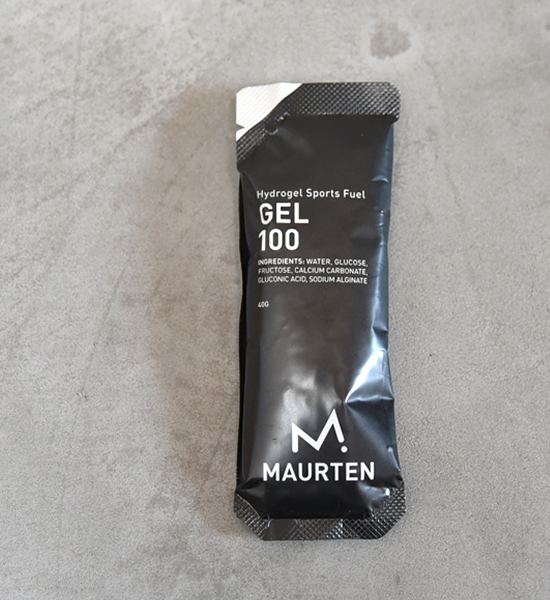 Hydrogel Sports Fuel
GEL
100
INGREDIENTS: WATER, GLUCOSE,
FRUCTOSE, CALCIUM CARBONATE,
GLUCONIC ACID, SODIUM ALGINATE
40G
MAURTEN